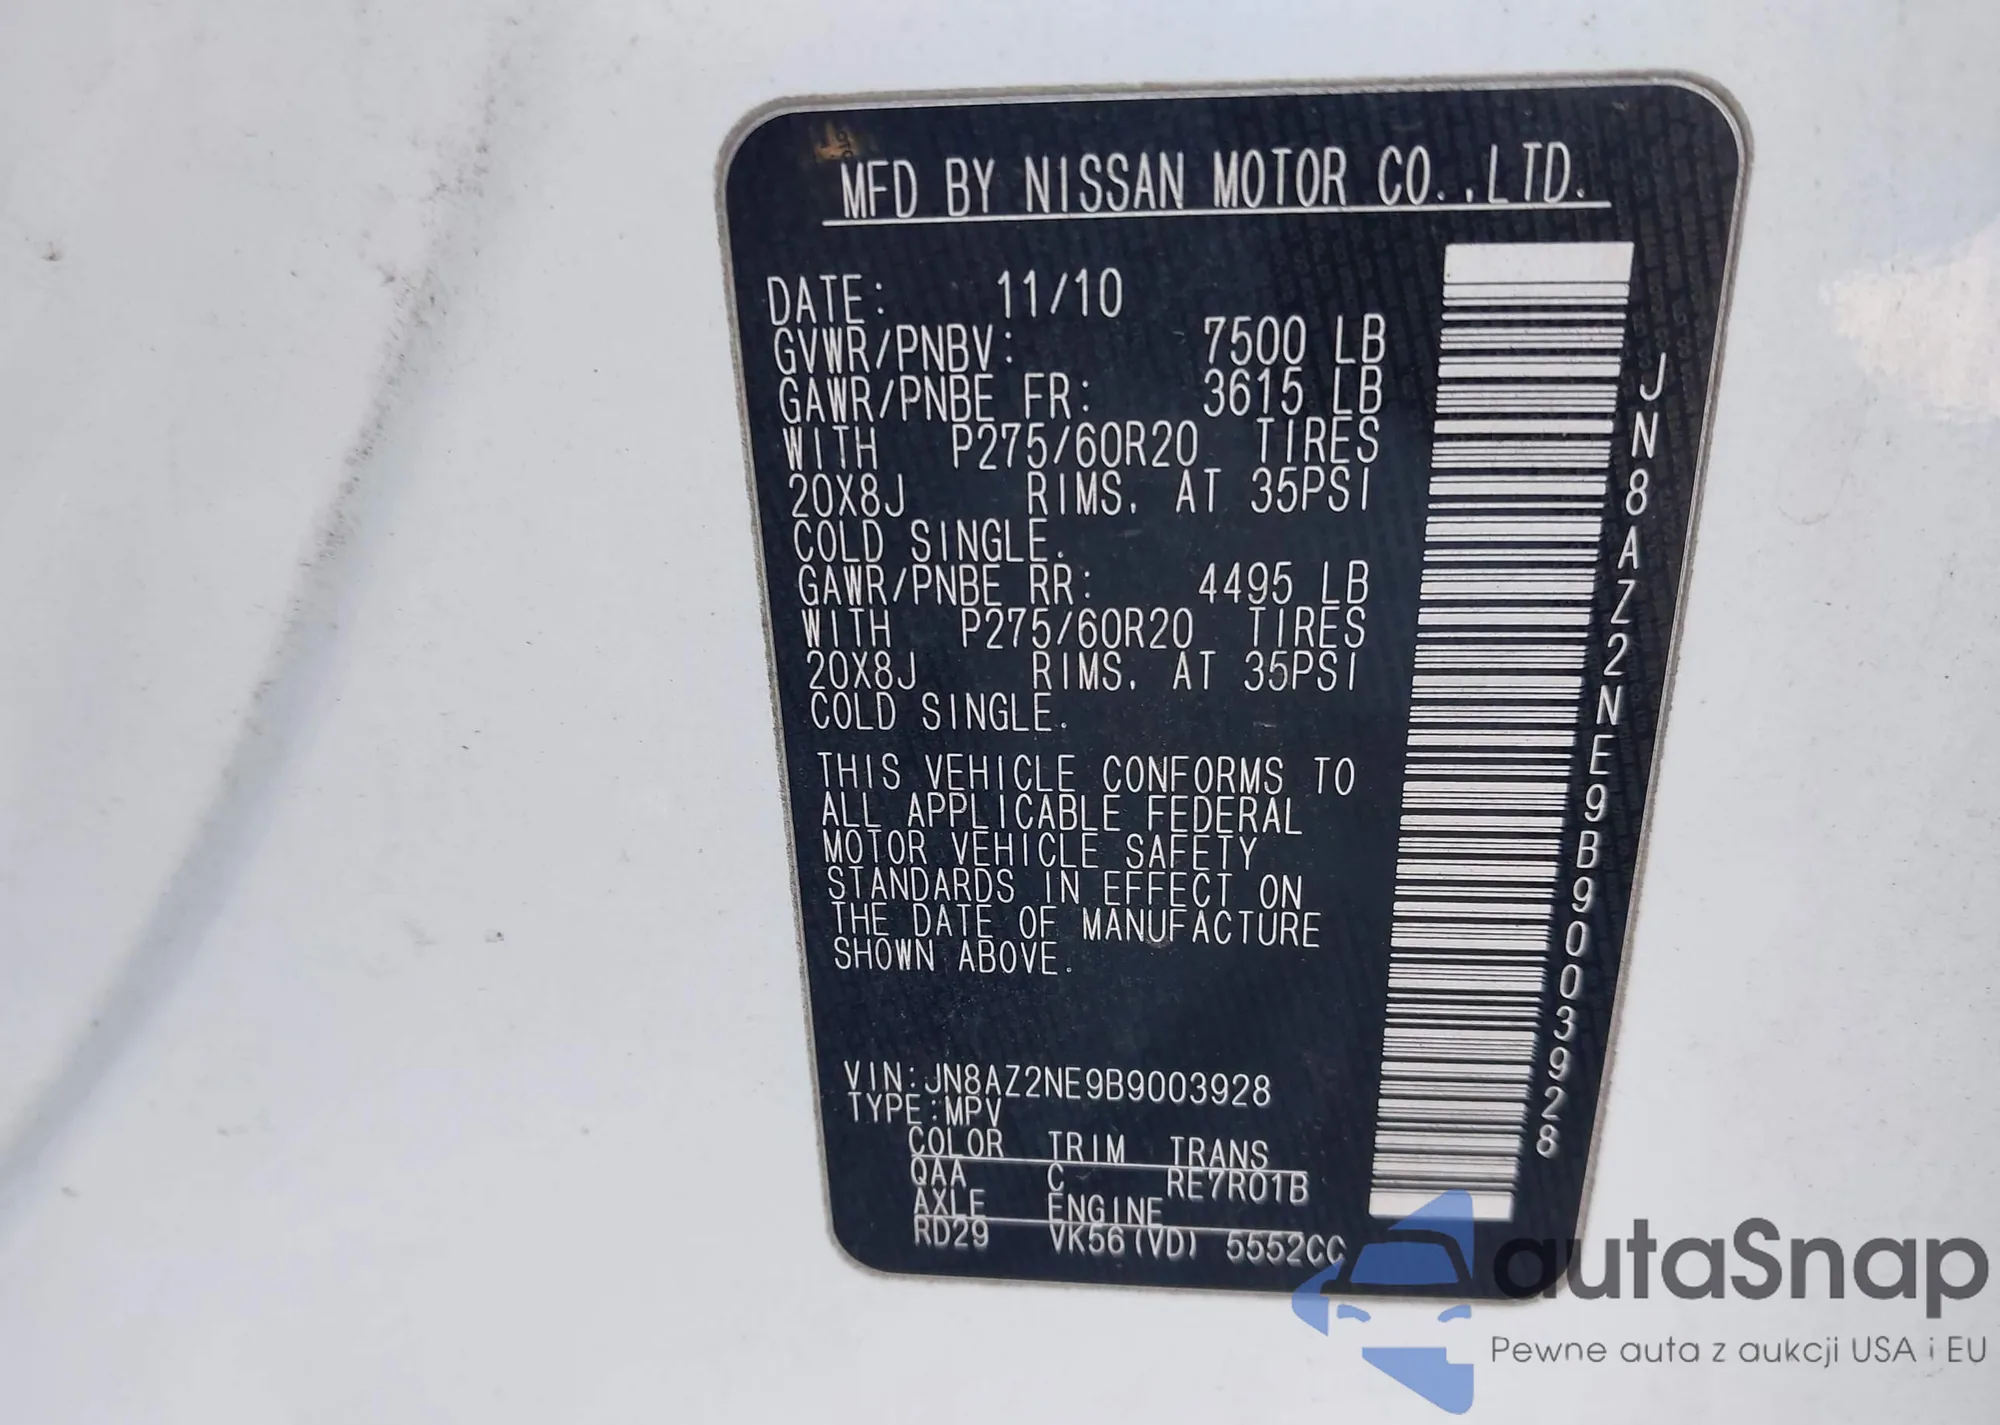 MFD BY NISSAN MOTOR CO.,LTD.
DATE: 11/10
GVWR/PNBV: 7500 LB
GAWR/PNBE FR: 3615 LB
WITH P275/60R20 TIRES
20X8J RIMS, AT 35PSI
COLD SINGLE.
GAWR/PNBE RR: 4495 LB
WITH P275/60R20 TIRES
20X8J RIMS, AT 35PSI
COLD SINGLE.
THIS VEHICLE CONFORMS TO
ALL APPLICABLE FEDERAL
MOTOR VEHICLE SAFETY
STANDARDS IN EFFECT ON
THE DATE OF MANUFACTURE
SHOWN ABOVE.
VIN:JN8AZ2NE9B9003928
TYPE:MPV
COLOR TRIM TRANS
QAA C RE7R01B
AXLE ENGINE
RD29 VK56(VD) 5552CC
JN8AZ2NE9B9003928
autaSnap
Pewne auta z aukcji USA i EU